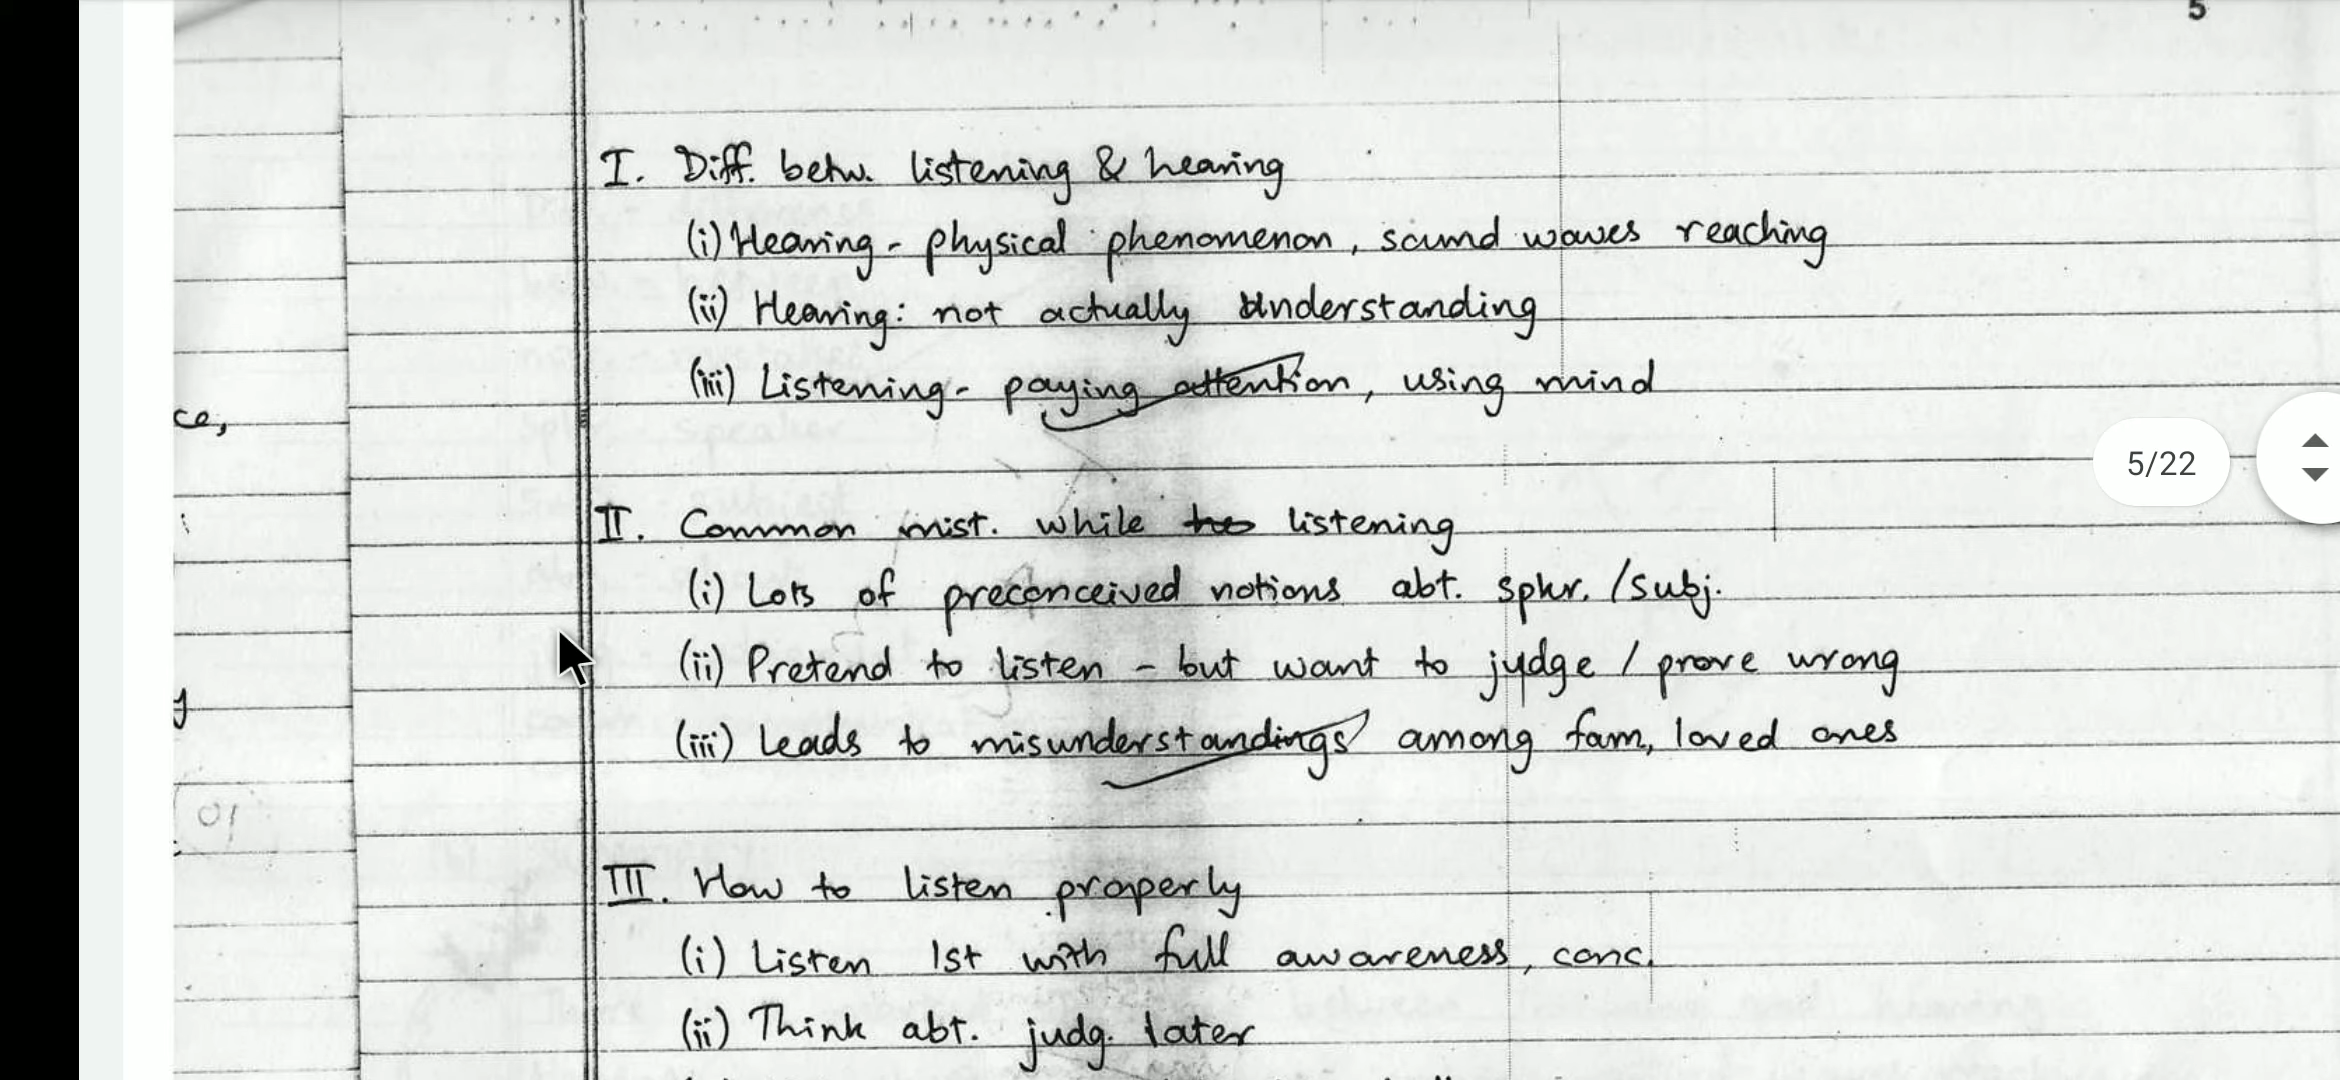 5
I. Diff. betw. listening & hearing
(i) Hearing - physical phenomenon, sound waves reaching
(ii) Hearing: not actually Understanding
(iii) Listening - paying attention, using mind
ce,
5/22
II. Common mist. while listening
(i) Lots of preconceived notions abt. spkr. /subj.
(ii) Pretend to listen - but want to judge / prove wrong
(iii) Leads to misunderstandings among fam, loved ones
III. How to listen properly
(i) Listen 1st with full awareness, conc.
(ii) Think abt. judg. later